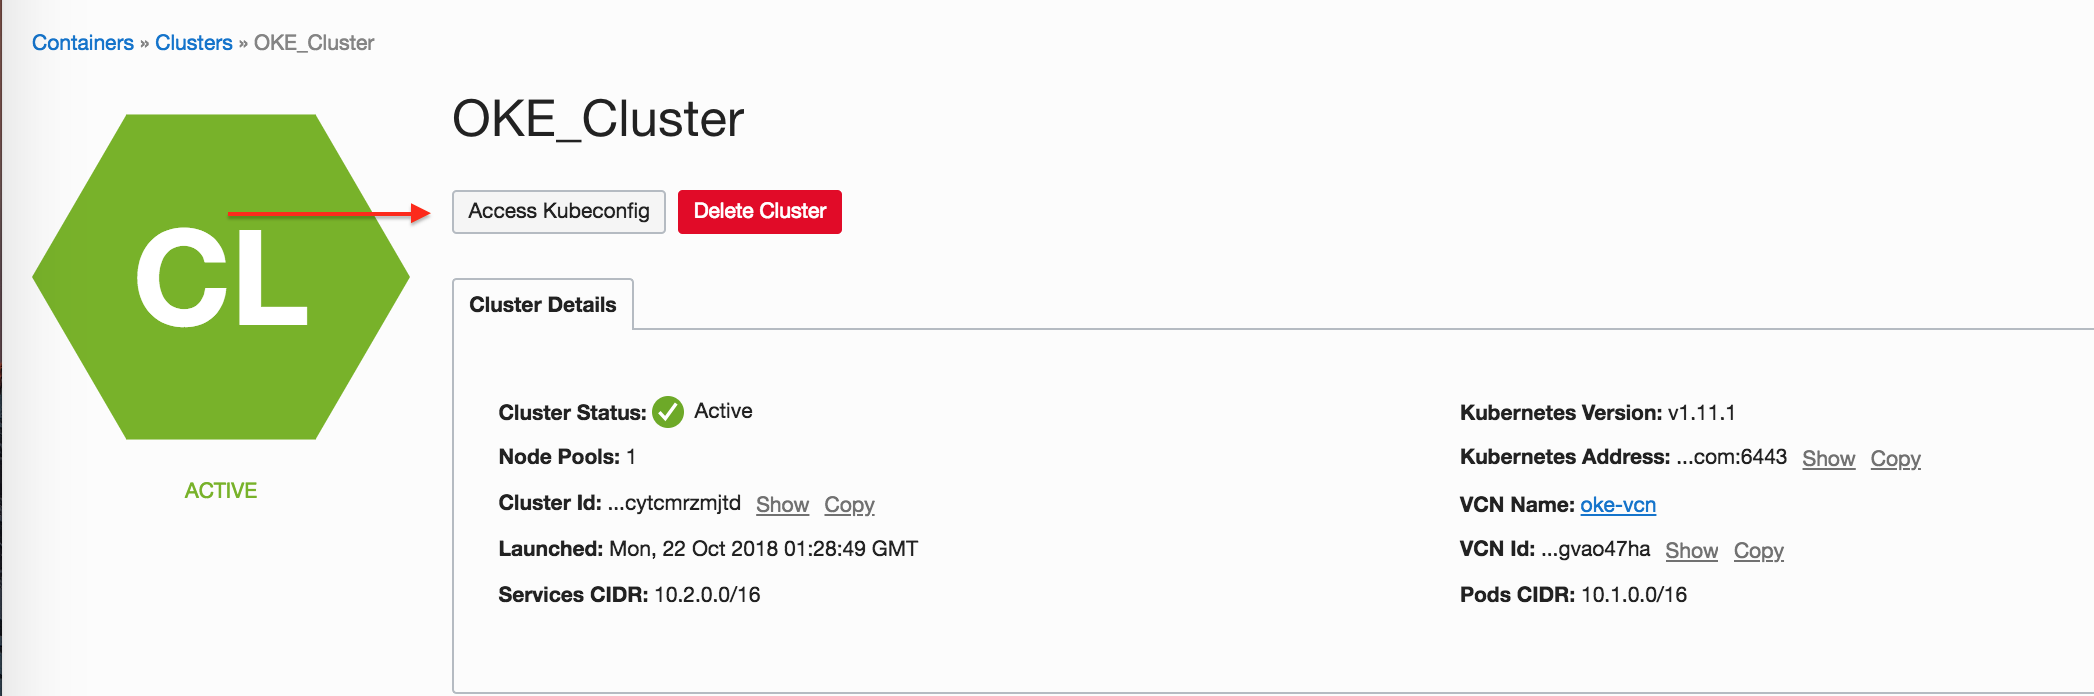 Containers » Clusters » OKE_Cluster
OKE_Cluster
Access Kubeconfig Delete Cluster
CL
ACTIVE
Cluster Details
Cluster Status: Active
Node Pools: 1
Cluster Id: ...cytcmrzmjtd Show Copy
Launched: Mon, 22 Oct 2018 01:28:49 GMT
Services CIDR: 10.2.0.0/16
Kubernetes Version: v1.11.1
Kubernetes Address: ...com:6443 Show Copy
VCN Name: oke-vcn
VCN Id: ...gvao47ha Show Copy
Pods CIDR: 10.1.0.0/16